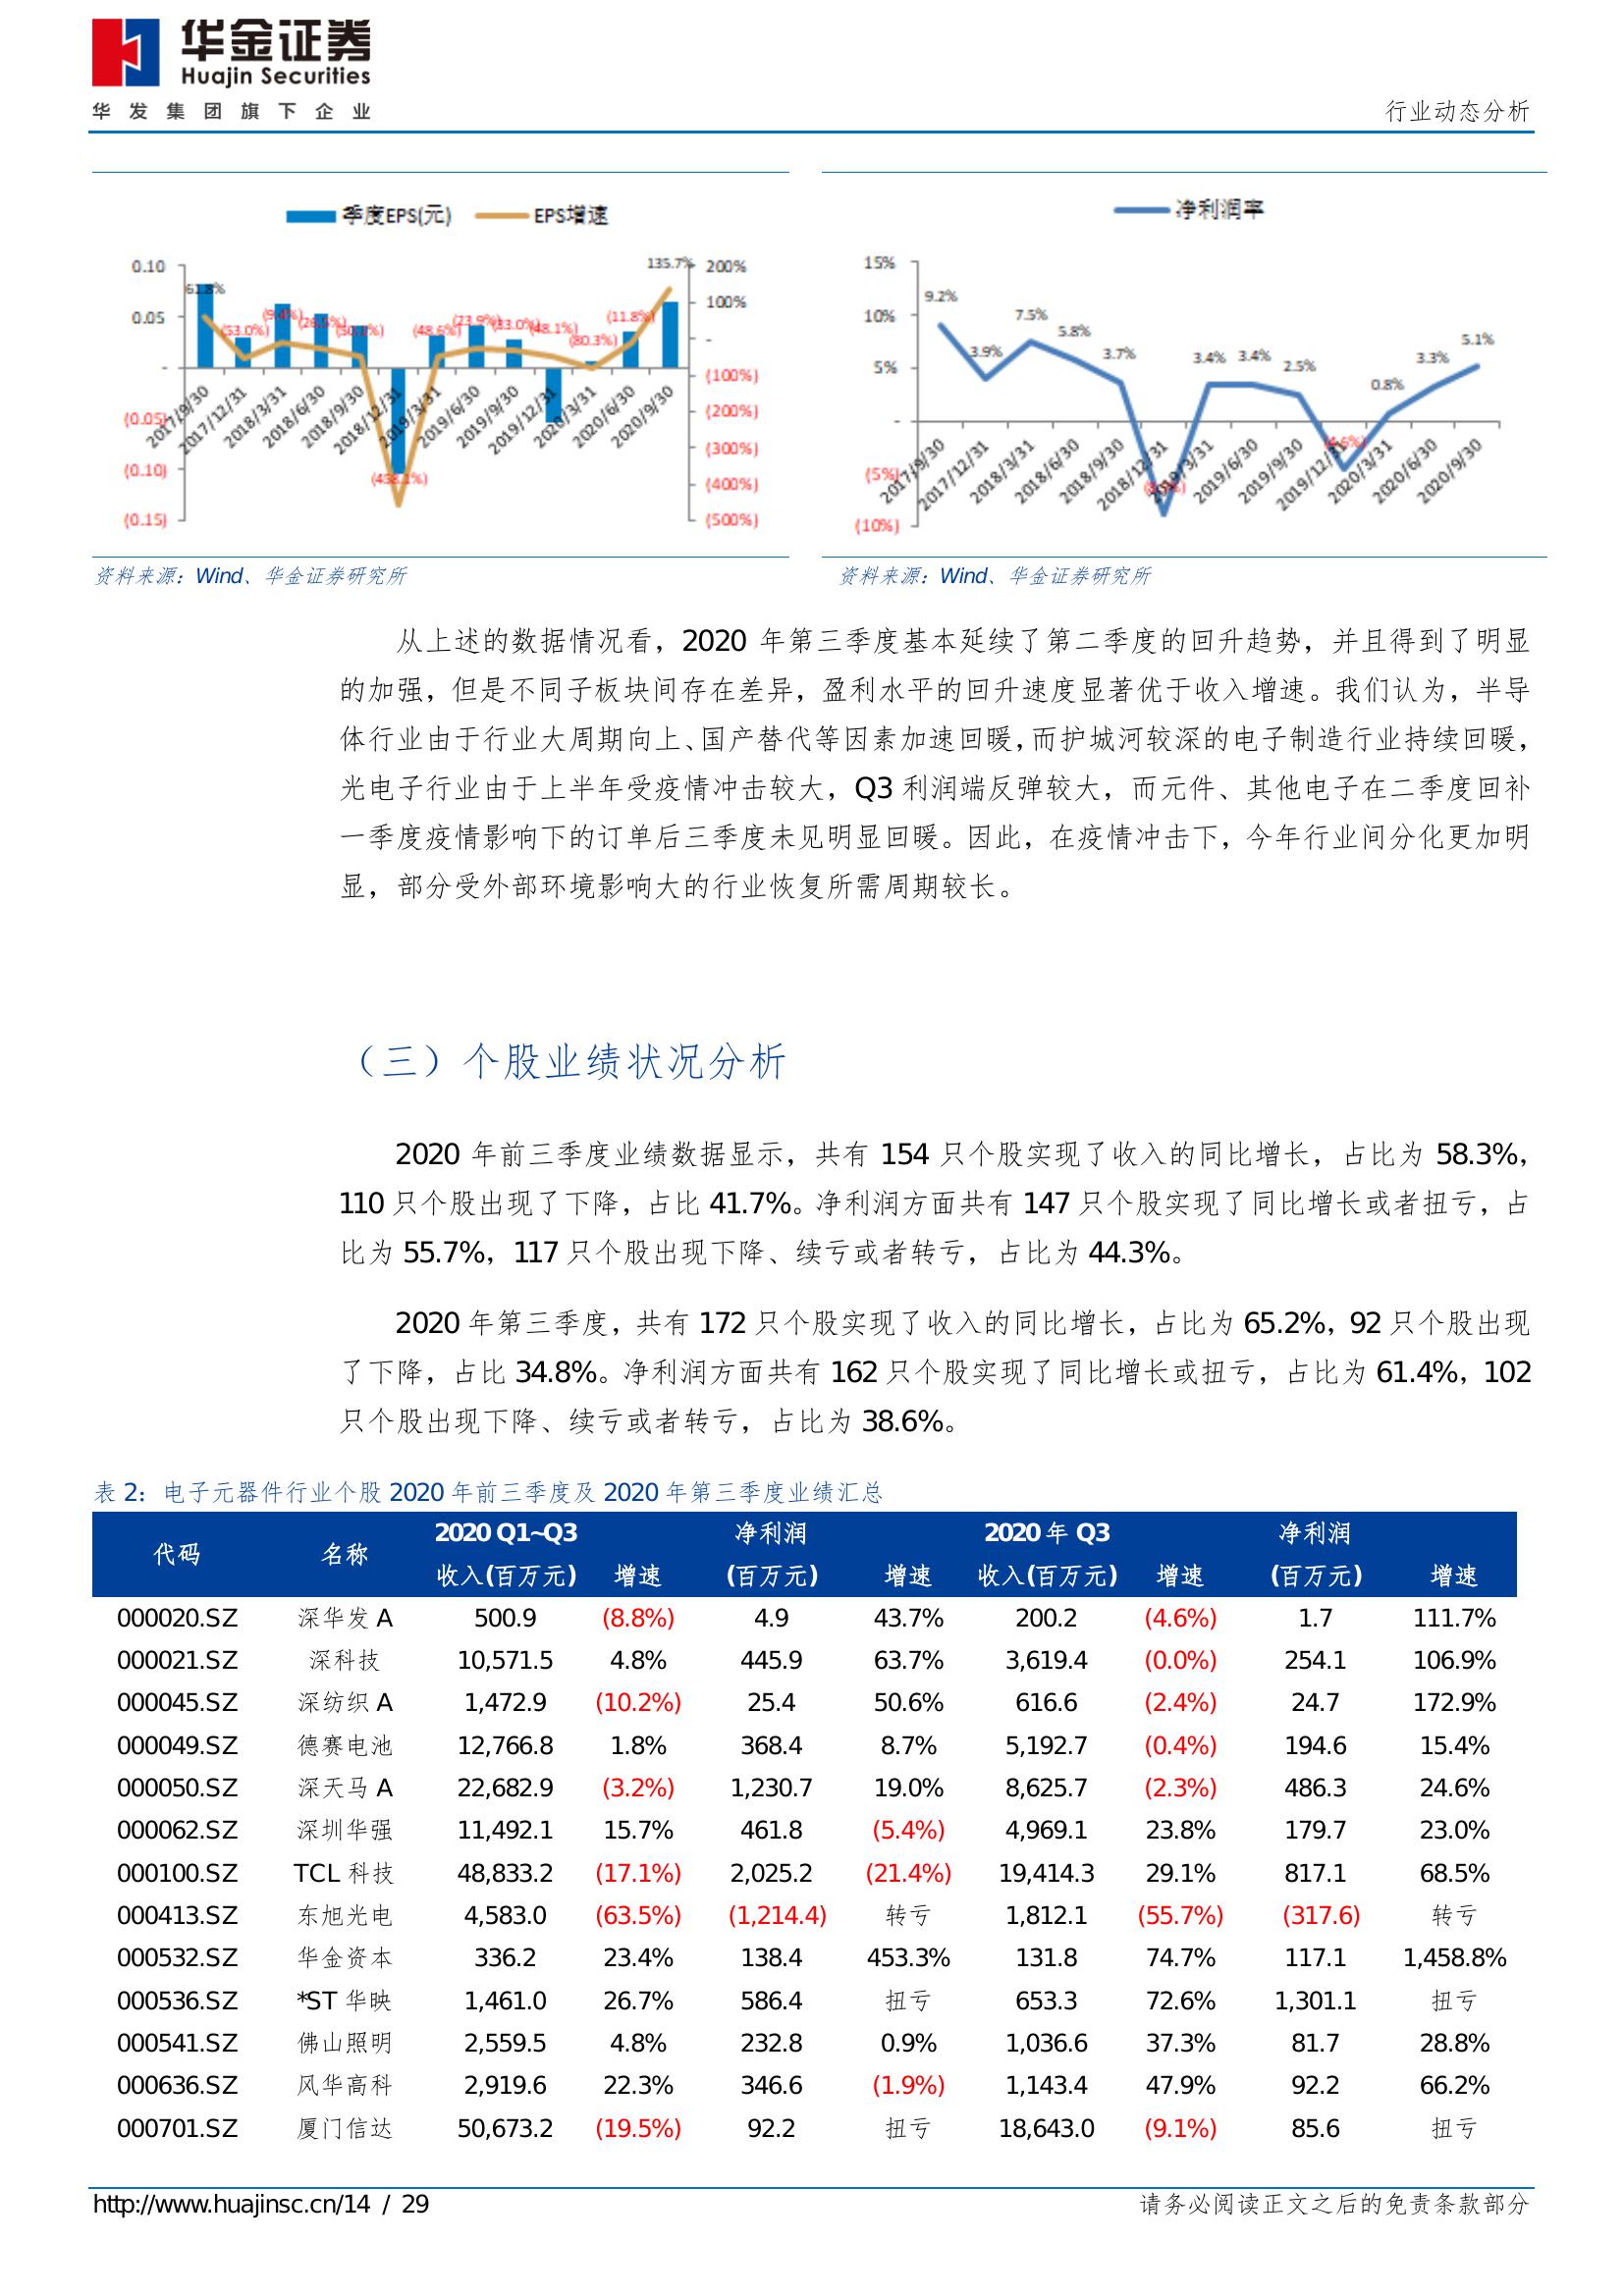 华金证券
Huajin Securities
华发集团旗下企业
行业动态分析
季度EPS(元) EPS增速
0.10
0.05
-
(0.05)
(0.10)
(0.15)
200%
100%
-
(100%)
(200%)
(300%)
(400%)
(500%)
61.8%
(53.0%)
(9.4%)
(48.6%)
(23.9%)
(33.0%)
(48.1%)
(80.3%)
(11.8%)
135.7%
2017/9/30
2017/12/31
2018/3/31
2018/6/30
2018/9/30
2018/12/31
2019/3/31
2019/6/30
2019/9/30
2019/12/31
2020/3/31
2020/6/30
2020/9/30
净利润率
15%
10%
5%
-
(5%)
(10%)
9.2%
3.9%
7.5%
5.8%
3.7%
3.4%
3.4%
2.5%
(4.6%)
0.8%
3.3%
5.1%
2017/9/30
2017/12/31
2018/3/31
2018/6/30
2018/9/30
2018/12/31
2019/3/31
2019/6/30
2019/9/30
2019/12/31
2020/3/31
2020/6/30
2020/9/30
资料来源：Wind、华金证券研究所
资料来源：Wind、华金证券研究所
从上述的数据情况看，2020 年第三季度基本延续了第二季度的回升趋势，并且得到了明显
的加强，但是不同子板块间存在差异，盈利水平的回升速度显著优于收入增速。我们认为，半导
体行业由于行业大周期向上、国产替代等因素加速回暖，而护城河较深的电子制造行业持续回暖，
光电子行业由于上半年受疫情冲击较大，Q3 利润端反弹较大，而元件、其他电子在二季度回补
一季度疫情影响下的订单后三季度未见明显回暖。因此，在疫情冲击下，今年行业间分化更加明
显，部分受外部环境影响大的行业恢复所需周期较长。
（三）个股业绩状况分析
2020 年前三季度业绩数据显示，共有 154 只个股实现了收入的同比增长，占比为 58.3%，
110 只个股出现了下降，占比 41.7%。净利润方面共有 147 只个股实现了同比增长或者扭亏，占
比为 55.7%，117 只个股出现下降、续亏或者转亏，占比为 44.3%。
2020 年第三季度，共有 172 只个股实现了收入的同比增长，占比为 65.2%，92 只个股出现
了下降，占比 34.8%。净利润方面共有 162 只个股实现了同比增长或扭亏，占比为 61.4%，102
只个股出现下降、续亏或者转亏，占比为 38.6%。
表 2：电子元器件行业个股 2020 年前三季度及 2020 年第三季度业绩汇总
代码 名称 2020 Q1~Q3 收入(百万元) 增速 净利润 (百万元) 增速 2020 年 Q3 收入(百万元) 增速 净利润 (百万元) 增速
000020.SZ 深华发 A 500.9 (8.8%) 4.9 43.7% 200.2 (4.6%) 1.7 111.7%
000021.SZ 深科技 10,571.5 4.8% 445.9 63.7% 3,619.4 (0.0%) 254.1 106.9%
000045.SZ 深纺织 A 1,472.9 (10.2%) 25.4 50.6% 616.6 (2.4%) 24.7 172.9%
000049.SZ 德赛电池 12,766.8 1.8% 368.4 8.7% 5,192.7 (0.4%) 194.6 15.4%
000050.SZ 深天马 A 22,682.9 (3.2%) 1,230.7 19.0% 8,625.7 (2.3%) 486.3 24.6%
000062.SZ 深圳华强 11,492.1 15.7% 461.8 (5.4%) 4,969.1 23.8% 179.7 23.0%
000100.SZ TCL 科技 48,833.2 (17.1%) 2,025.2 (21.4%) 19,414.3 29.1% 817.1 68.5%
000413.SZ 东旭光电 4,583.0 (63.5%) (1,214.4) 转亏 1,812.1 (55.7%) (317.6) 转亏
000532.SZ 华金资本 336.2 23.4% 138.4 453.3% 131.8 74.7% 117.1 1,458.8%
000536.SZ *ST 华映 1,461.0 26.7% 586.4 扭亏 653.3 72.6% 1,301.1 扭亏
000541.SZ 佛山照明 2,559.5 4.8% 232.8 0.9% 1,036.6 37.3% 81.7 28.8%
000636.SZ 风华高科 2,919.6 22.3% 346.6 (1.9%) 1,143.4 47.9% 92.2 66.2%
000701.SZ 厦门信达 50,673.2 (19.5%) 92.2 扭亏 18,643.0 (9.1%) 85.6 扭亏
http://www.huajinsc.cn/14 / 29
请务必阅读正文之后的免责条款部分